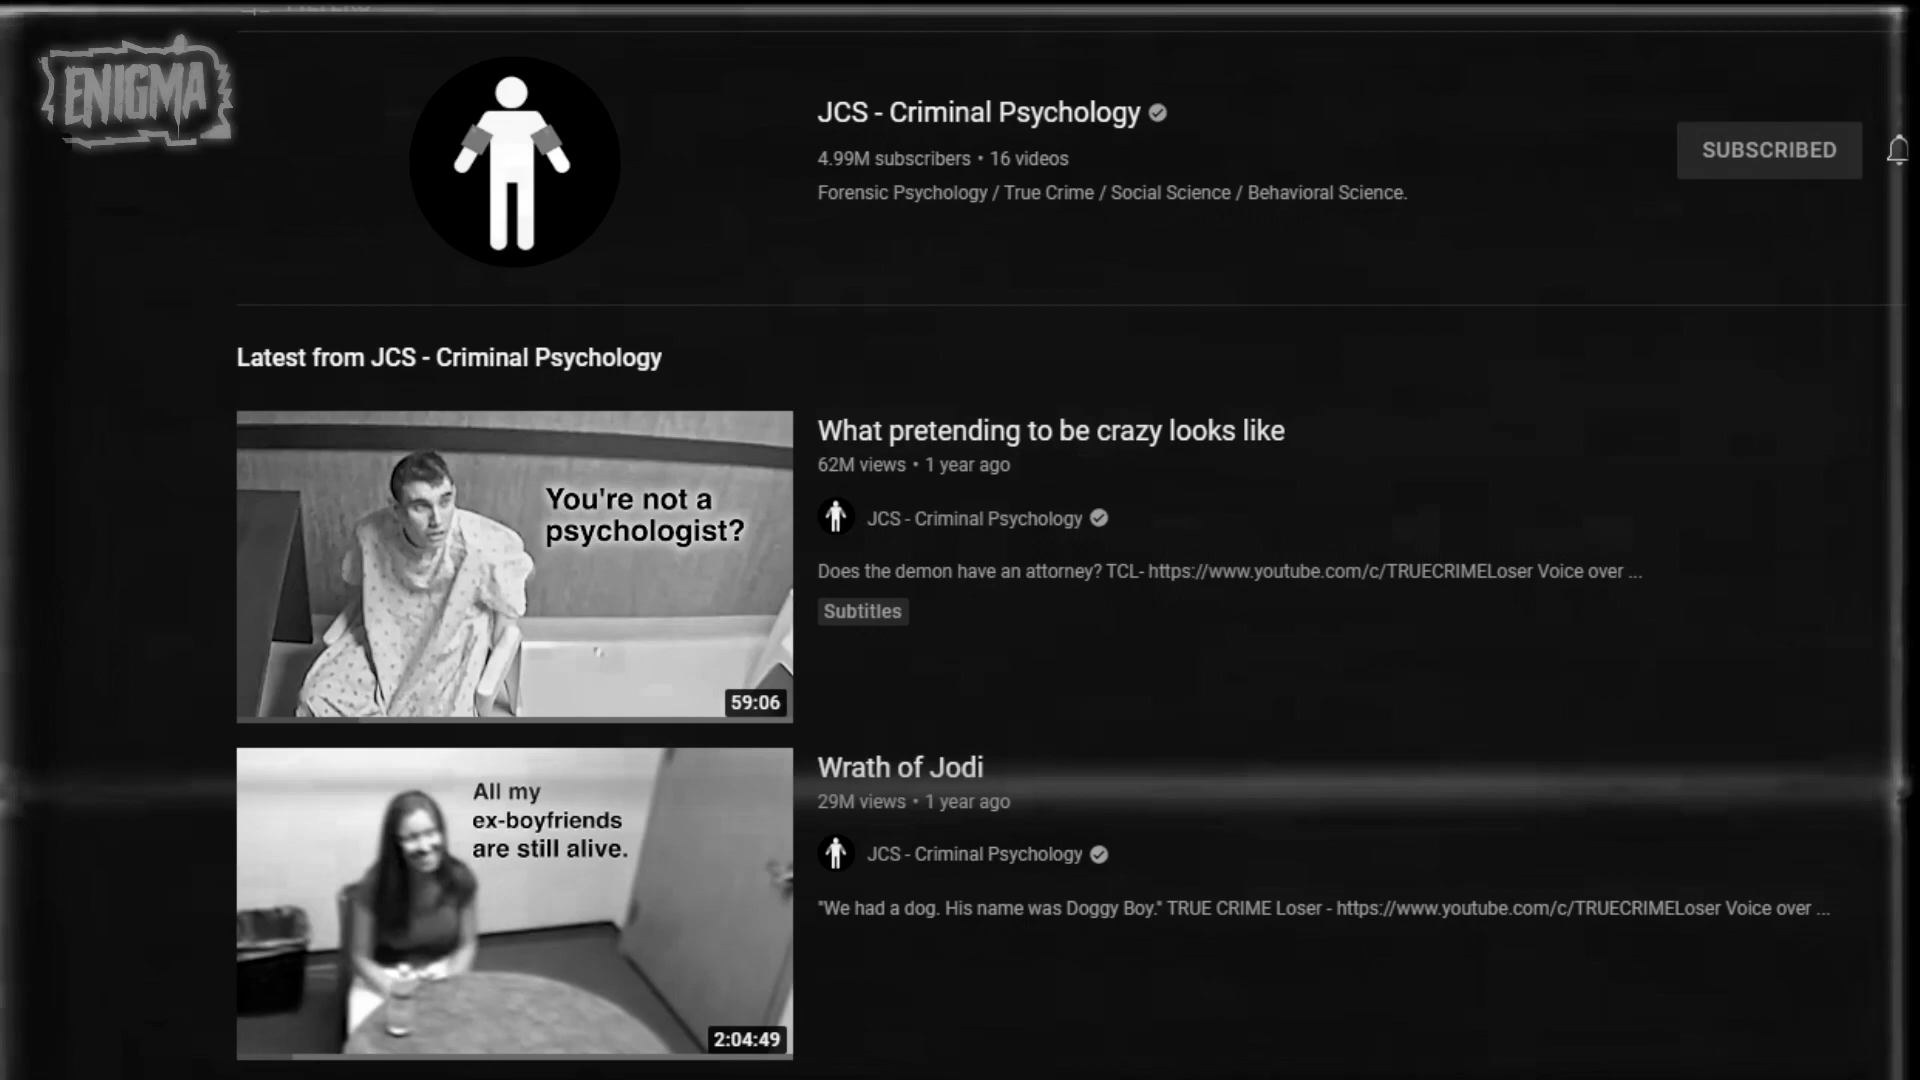 ENIGMA
JCS - Criminal Psychology
4.99M subscribers • 16 videos
Forensic Psychology / True Crime / Social Science / Behavioral Science.
SUBSCRIBED
Latest from JCS - Criminal Psychology
You're not a
psychologist?
59:06
What pretending to be crazy looks like
62M views • 1 year ago
JCS - Criminal Psychology
Does the demon have an attorney? TCL- https://www.youtube.com/c/TRUECRIMELoser Voice over ...
Subtitles
All my
ex-boyfriends
are still alive.
2:04:49
Wrath of Jodi
29M views • 1 year ago
JCS - Criminal Psychology
"We had a dog. His name was Doggy Boy." TRUE CRIME Loser - https://www.youtube.com/c/TRUECRIMELoser Voice over ...